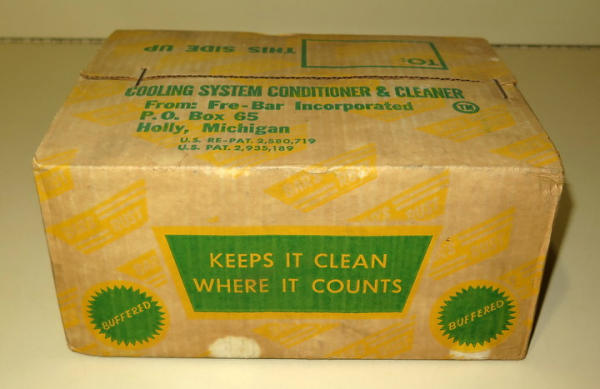 THIS SIDE UP
TO:
COOLING SYSTEM CONDITIONER & CLEANER
From: Fre-Bar Incorporated TM
P.O. Box 65
Holly, Michigan
U.S. RE-PAT. 2,580,719
U.S. PAT. 2,935,189
KEEPS IT CLEAN
WHERE IT COUNTS
BUFFERED
BUFFERED